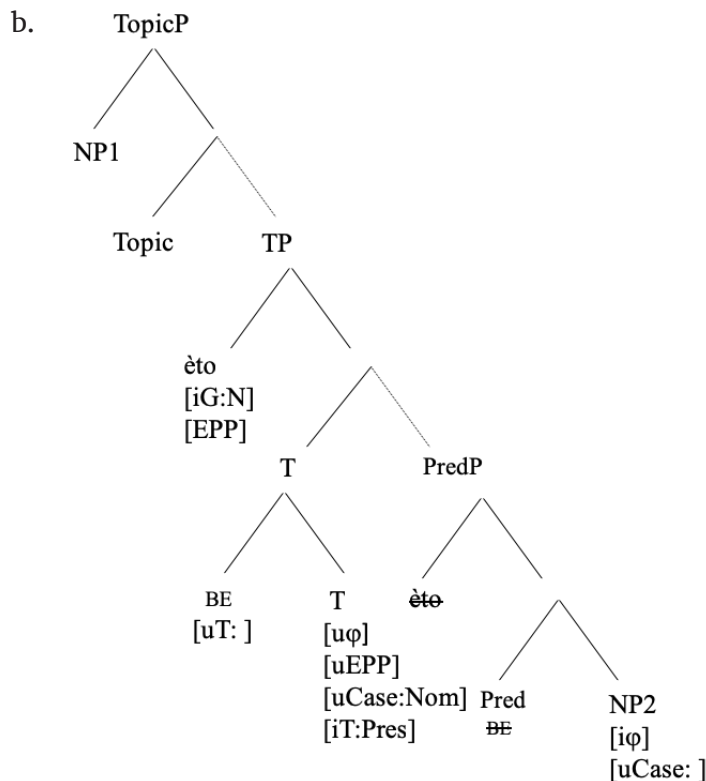 b.
TopicP
NP1
Topic TP
èto
[iG:N]
[EPP]
T PredP
BE T èto
[uT: ] [uφ]
[uEPP]
[uCase:Nom] Pred NP2
[iT:Pres] BE [iφ]
[uCase: ]